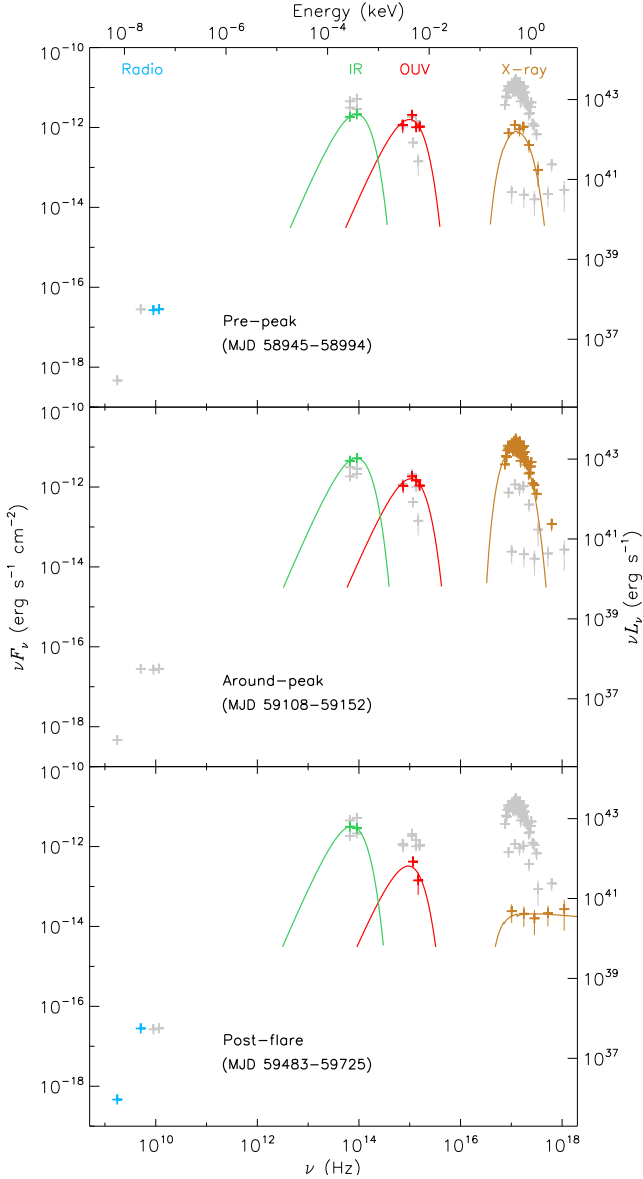 Energy (keV)
10⁻⁸ 10⁻⁶ 10⁻⁴ 10⁻² 10⁰
Radio IR OUV X−ray
10⁻¹⁰
10⁻¹² 10⁴³
10⁻¹⁴ 10⁴¹
10³⁹
10⁻¹⁶
Pre−peak 10³⁷
(MJD 58945−58994)
10⁻¹⁸
10⁻¹⁰
10⁴³
10⁻¹²
10⁴¹
10⁻¹⁴
νFᵥ (erg s⁻¹ cm⁻²)
νLᵥ (erg s⁻¹)
10³⁹
10⁻¹⁶
Around−peak
(MJD 59108−59152) 10³⁷
10⁻¹⁸
10⁻¹⁰
10⁴³
10⁻¹²
10⁴¹
10⁻¹⁴
10³⁹
10⁻¹⁶
Post−flare
(MJD 59483−59725) 10³⁷
10⁻¹⁸
10¹⁰ 10¹² 10¹⁴ 10¹⁶ 10¹⁸
ν (Hz)